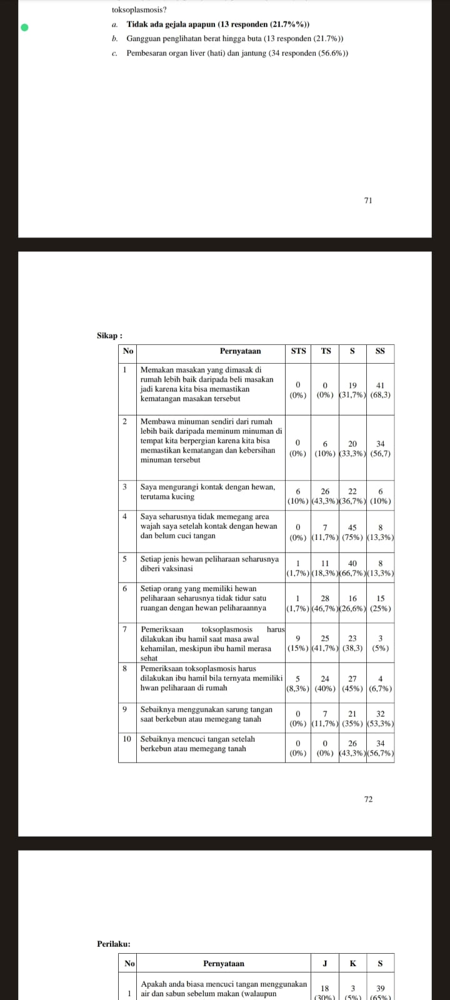 toksoplasmosis?
a. Tidak ada gejala apapun (13 responden (21.7%%))
b. Gangguan penglihatan berat hingga buta (13 responden (21.7%))
c. Pembesaran organ liver (hati) dan jantung (34 responden (56.6%))
71
Sikap :
No Pernyataan STS TS S SS
1 Memakan masakan yang dimasak di
rumah lebih baik daripada beli masakan
jadi karena kita bisa memastikan
kematangan masakan tersebut
0 0 19 41
(0%) (0%) (31,7%) (68,3)
2 Membawa minuman sendiri dari rumah
lebih baik daripada meminum minuman di
tempat kita berpergian karena kita bisa
memastikan kematangan dan kebersihan
minuman tersebut
0 6 20 34
(0%) (10%) (33,3%) (56,7)
3 Saya mengurangi kontak dengan hewan,
terutama kucing
6 26 22 6
(10%) (43,3%) (36,7%) (10%)
4 Saya seharusnya tidak memegang area
wajah saya setelah kontak dengan hewan
dan belum cuci tangan
0 7 45 8
(0%) (11,7%) (75%) (13,3%)
5 Setiap jenis hewan peliharaan seharusnya
diberi vaksinasi
1 11 40 8
(1,7%) (18,3%) (66,7%) (13,3%)
6 Setiap orang yang memiliki hewan
peliharaan seharusnya tidak tidur satu
ruangan dengan hewan peliharaannya
1 28 16 15
(1,7%) (46,7%) (26,6%) (25%)
7 Pemeriksaan toksoplasmosis harus
dilakukan ibu hamil saat masa awal
kehamilan, meskipun ibu hamil merasa
sehat
9 25 23 3
(15%) (41,7%) (38,3) (5%)
8 Pemeriksaan toksoplasmosis harus
dilakukan ibu hamil bila ternyata memiliki
hwan peliharaan di rumah
5 24 27 4
(8,3%) (40%) (45%) (6,7%)
9 Sebaiknya menggunakan sarung tangan
saat berkebun atau memegang tanah
0 7 21 32
(0%) (11,7%) (35%) (53,3%)
10 Sebaiknya mencuci tangan setelah
berkebun atau memegang tanah
0 0 26 34
(0%) (0%) (43,3%) (56,7%)
72
Perilaku:
No Pernyataan J K S
1 Apakah anda biasa mencuci tangan menggunakan
air dan sabun sebelum makan (walaupun
18 3 39
(30%) (5%) (65%)